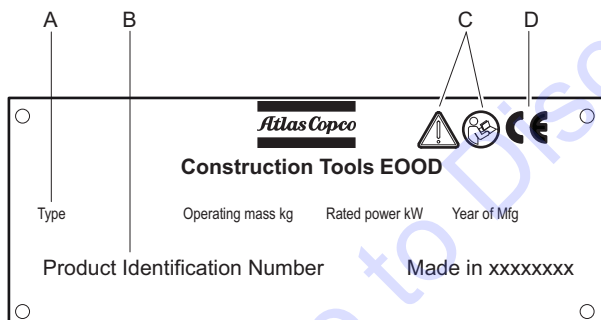 A B C D
Atlas Copco
CE
Construction Tools EOOD
Type Operating mass kg Rated power kW Year of Mfg
Product Identification Number Made in xxxxxxxx